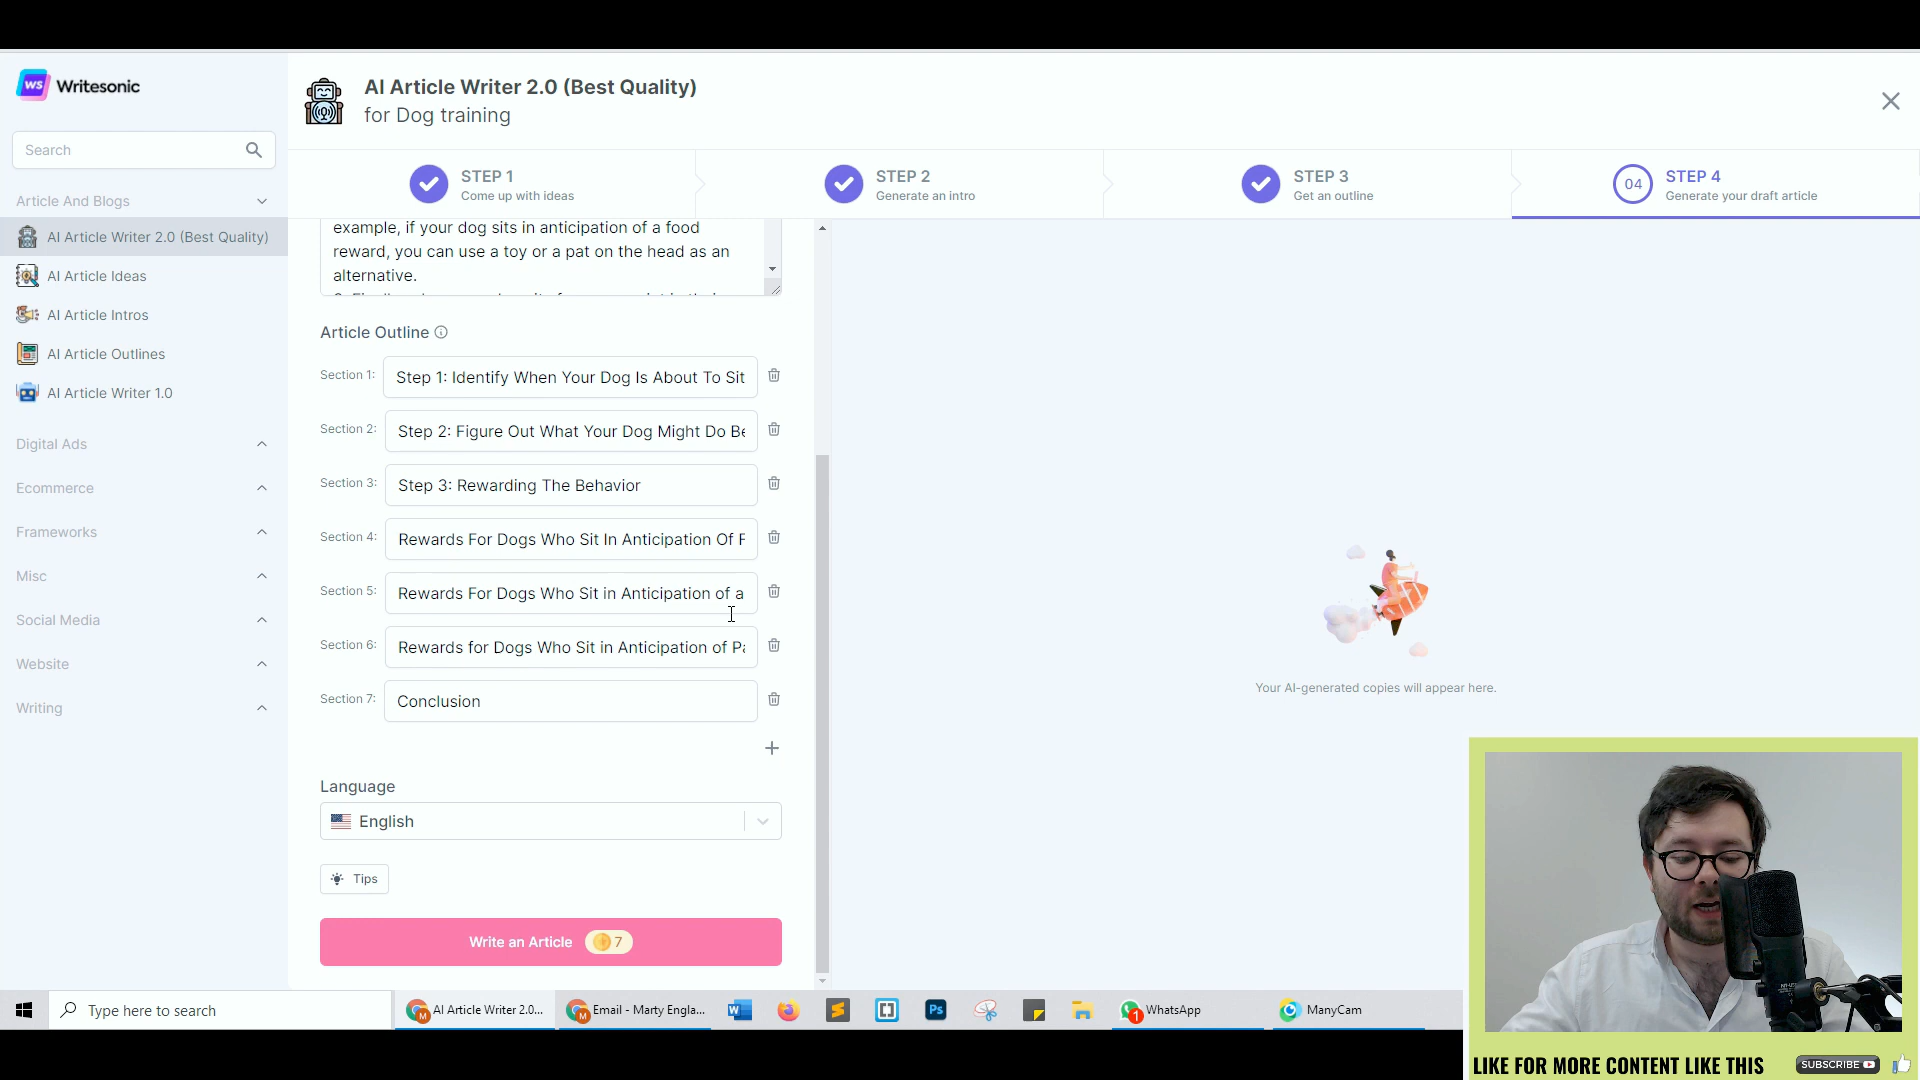 WS Writesonic
Search
Article And Blogs
AI Article Writer 2.0 (Best Quality)
AI Article Ideas
AI Article Intros
AI Article Outlines
AI Article Writer 1.0
Digital Ads
Ecommerce
Frameworks
Misc
Social Media
Website
Writing
AI Article Writer 2.0 (Best Quality)
for Dog training
STEP 1
Come up with ideas
STEP 2
Generate an intro
STEP 3
Get an outline
04
STEP 4
Generate your draft article
example, if your dog sits in anticipation of a food
reward, you can use a toy or a pat on the head as an
alternative.
Article Outline
Section 1: Step 1: Identify When Your Dog Is About To Sit
Section 2: Step 2: Figure Out What Your Dog Might Do Be
Section 3: Step 3: Rewarding The Behavior
Section 4: Rewards For Dogs Who Sit In Anticipation Of F
Section 5: Rewards For Dogs Who Sit in Anticipation of a
Section 6: Rewards for Dogs Who Sit in Anticipation of Pa
Section 7: Conclusion
Language
English
Tips
Write an Article 7
Your AI-generated copies will appear here.
Type here to search
AI Article Writer 2.0...
Email - Marty Engla...
Ps
1
WhatsApp
ManyCam
LIKE FOR MORE CONTENT LIKE THIS
SUBSCRIBE